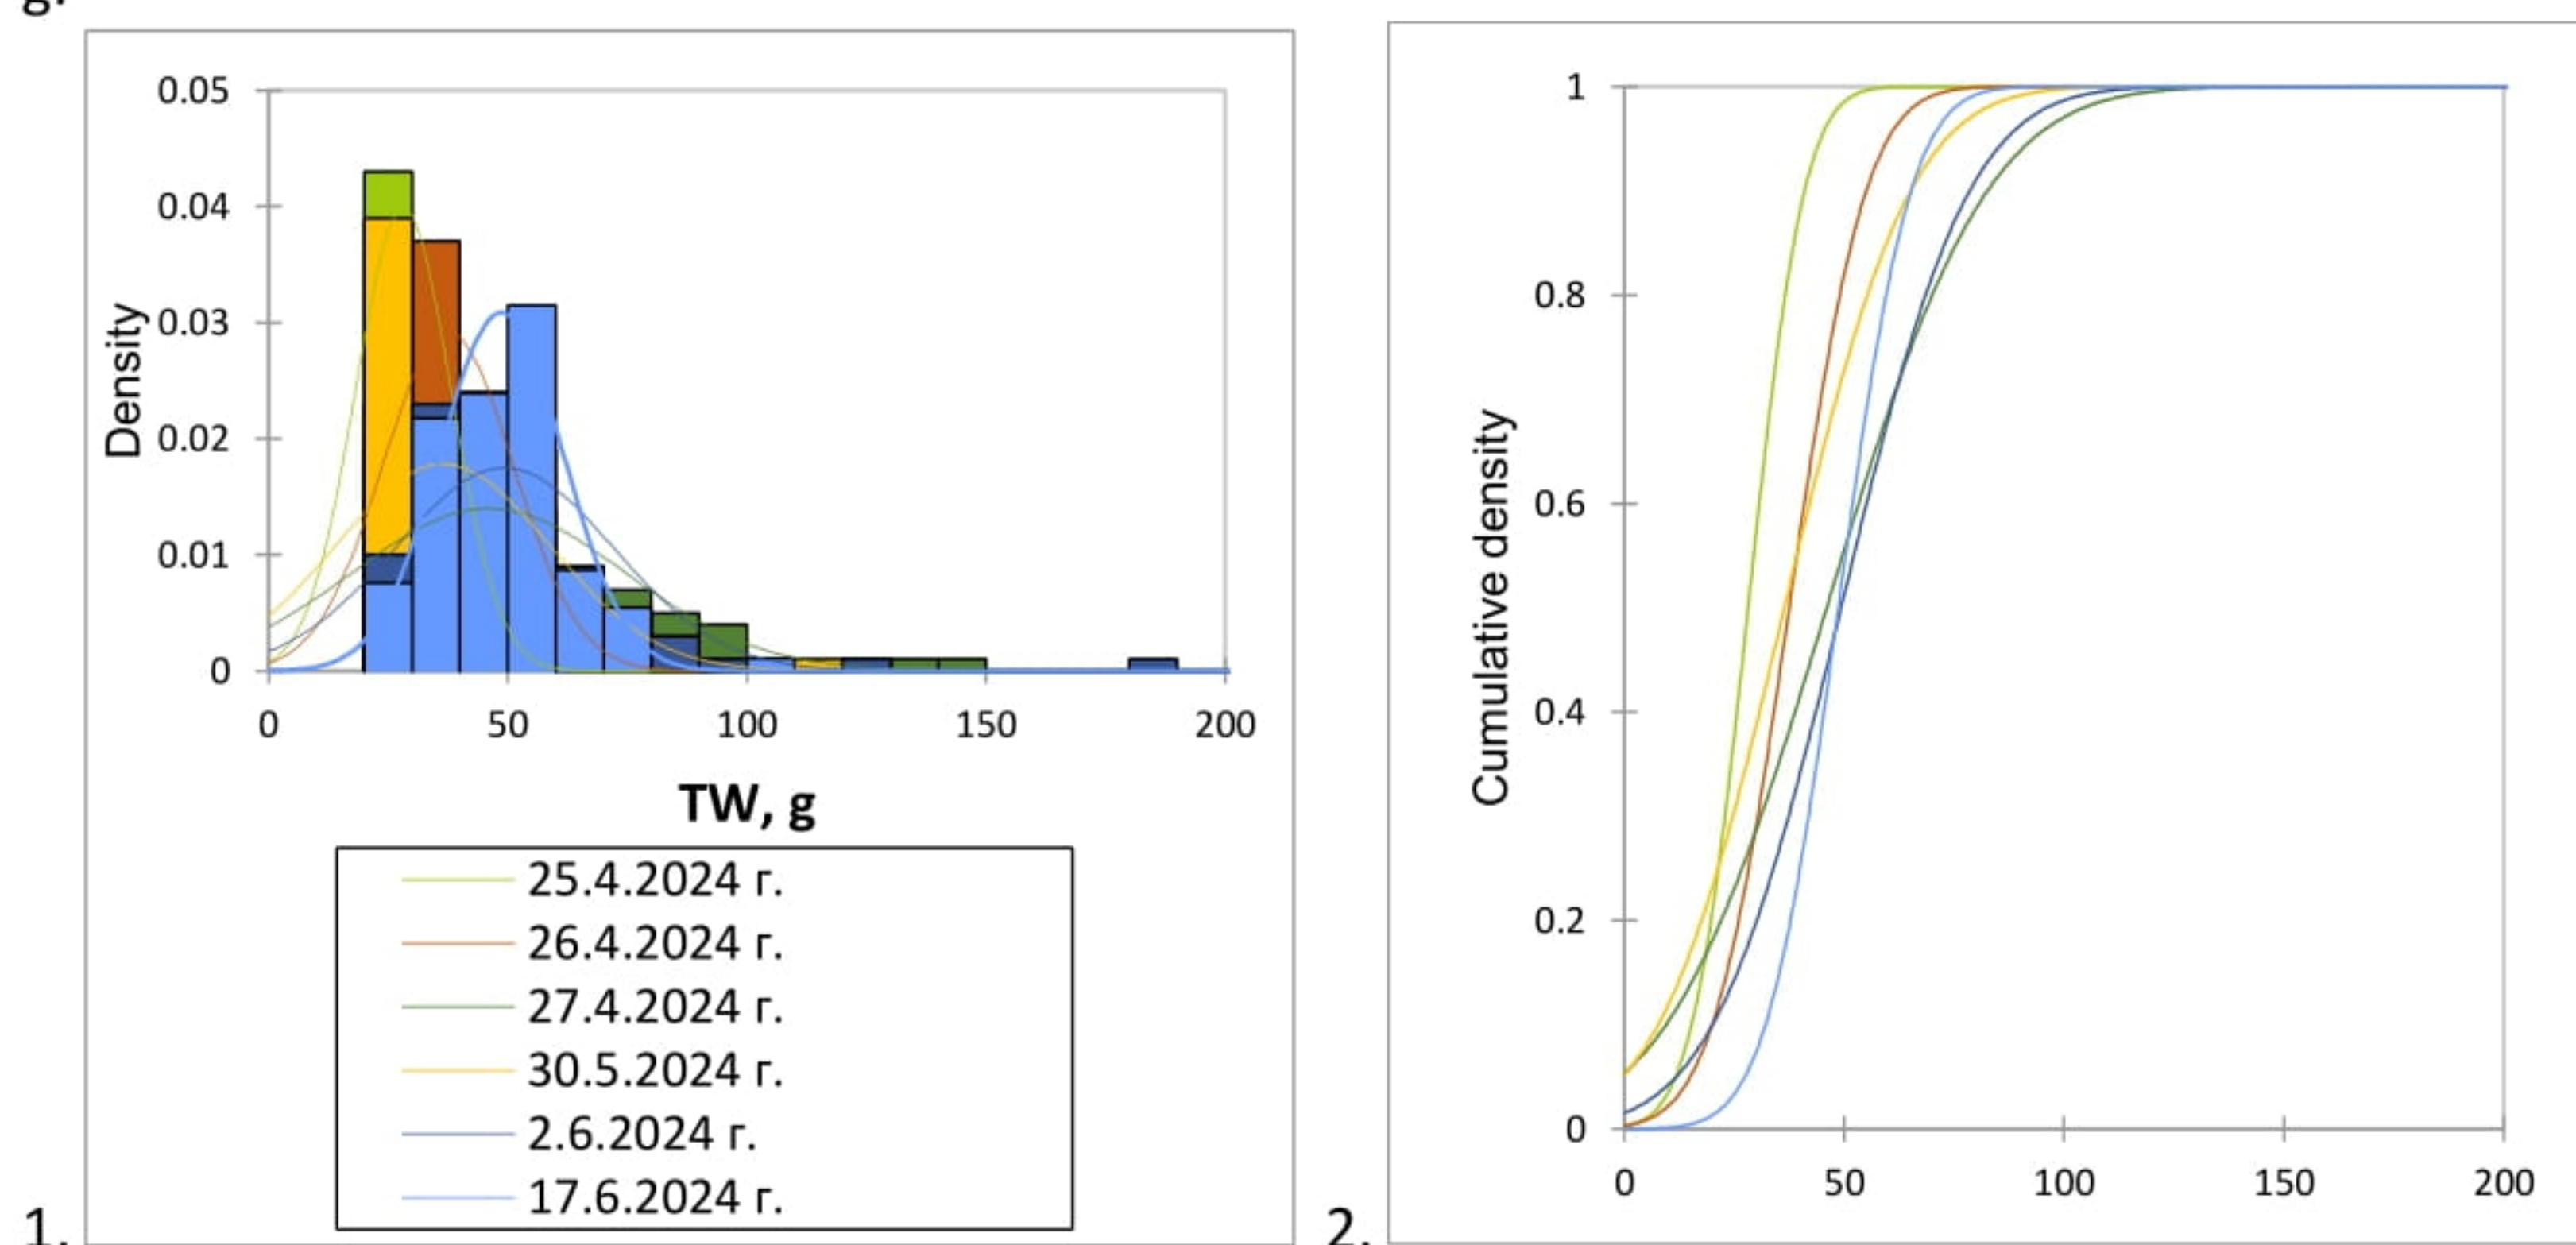 g.
0.05
0.04
0.03
0.02
0.01
0
Density
0 50 100 150 200
TW, g
25.4.2024 г.
26.4.2024 г.
27.4.2024 г.
30.5.2024 г.
2.6.2024 г.
17.6.2024 г.
1.
1
0.8
0.6
0.4
0.2
0
Cumulative density
0 50 100 150 200
2.